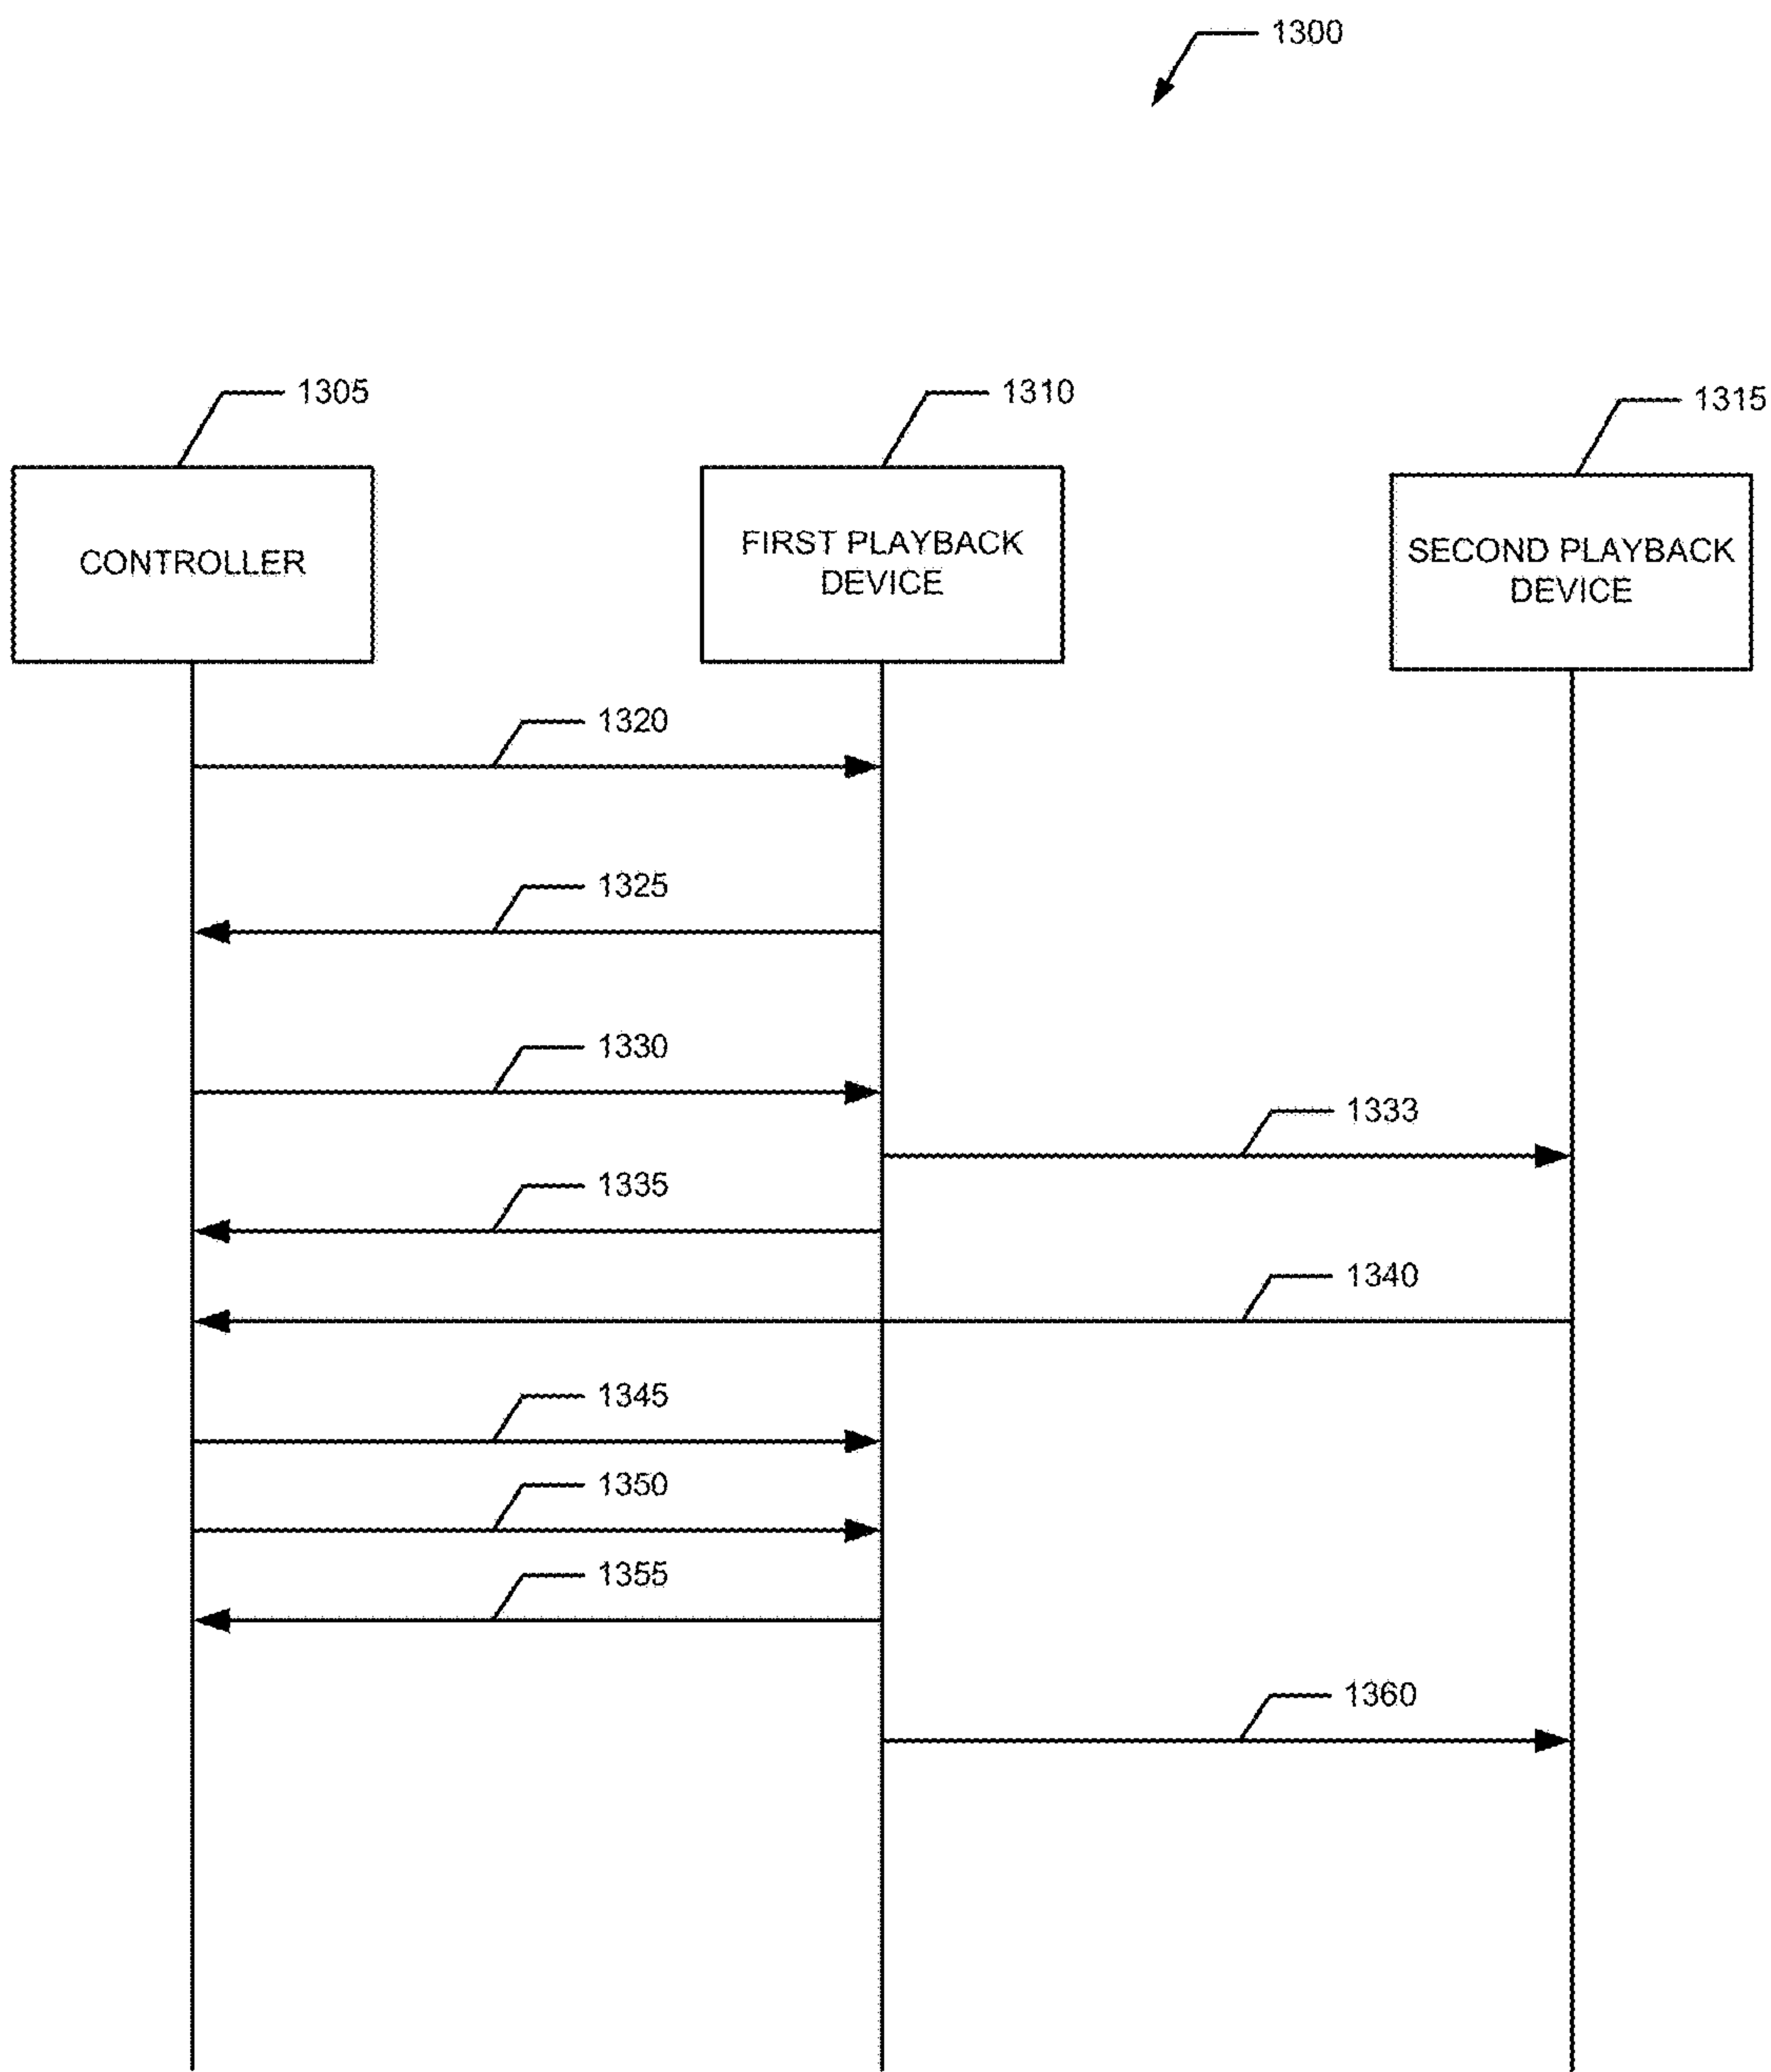 1300
1305
1310
1315
CONTROLLER
FIRST PLAYBACK
DEVICE
SECOND PLAYBACK
DEVICE
1320
1325
1330
1333
1335
1340
1345
1350
1355
1360